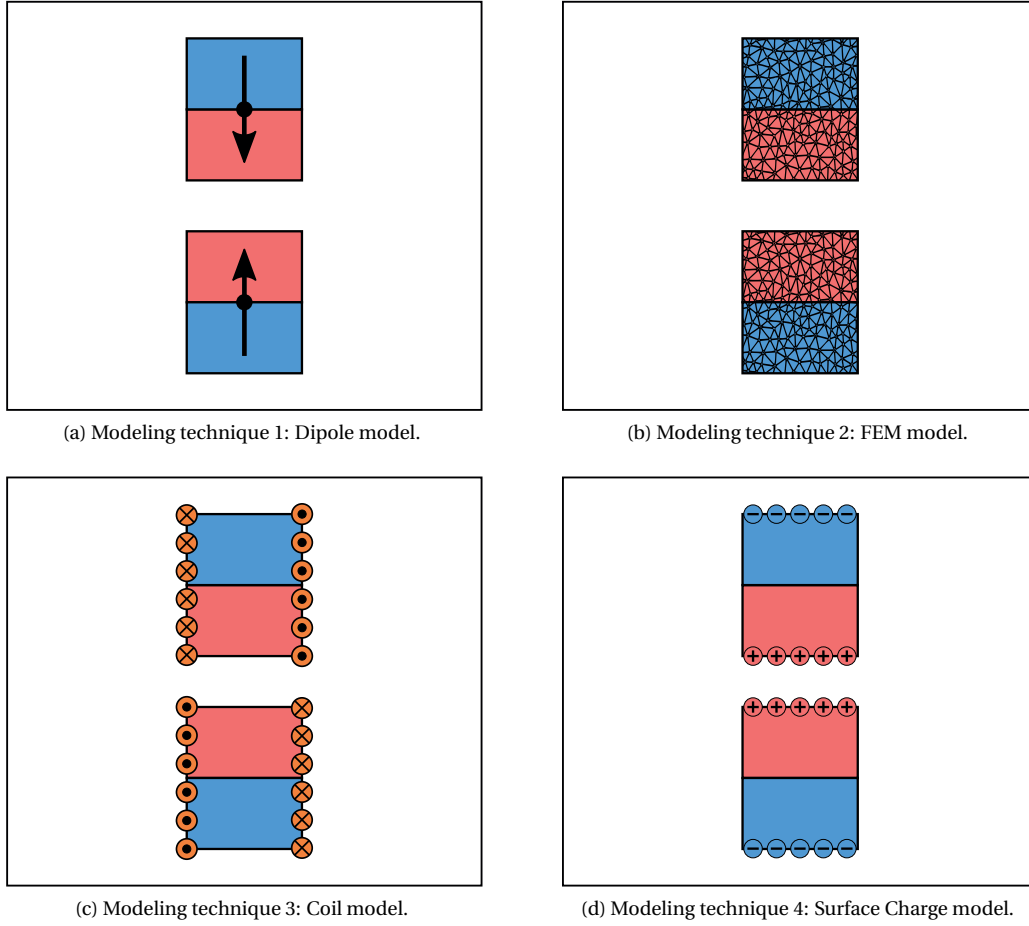 (a) Modeling technique 1: Dipole model.
(b) Modeling technique 2: FEM model.
(c) Modeling technique 3: Coil model.
(d) Modeling technique 4: Surface Charge model.